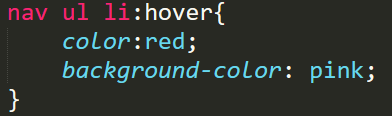 nav ul li:hover{
    color:red;
    background-color: pink;
}